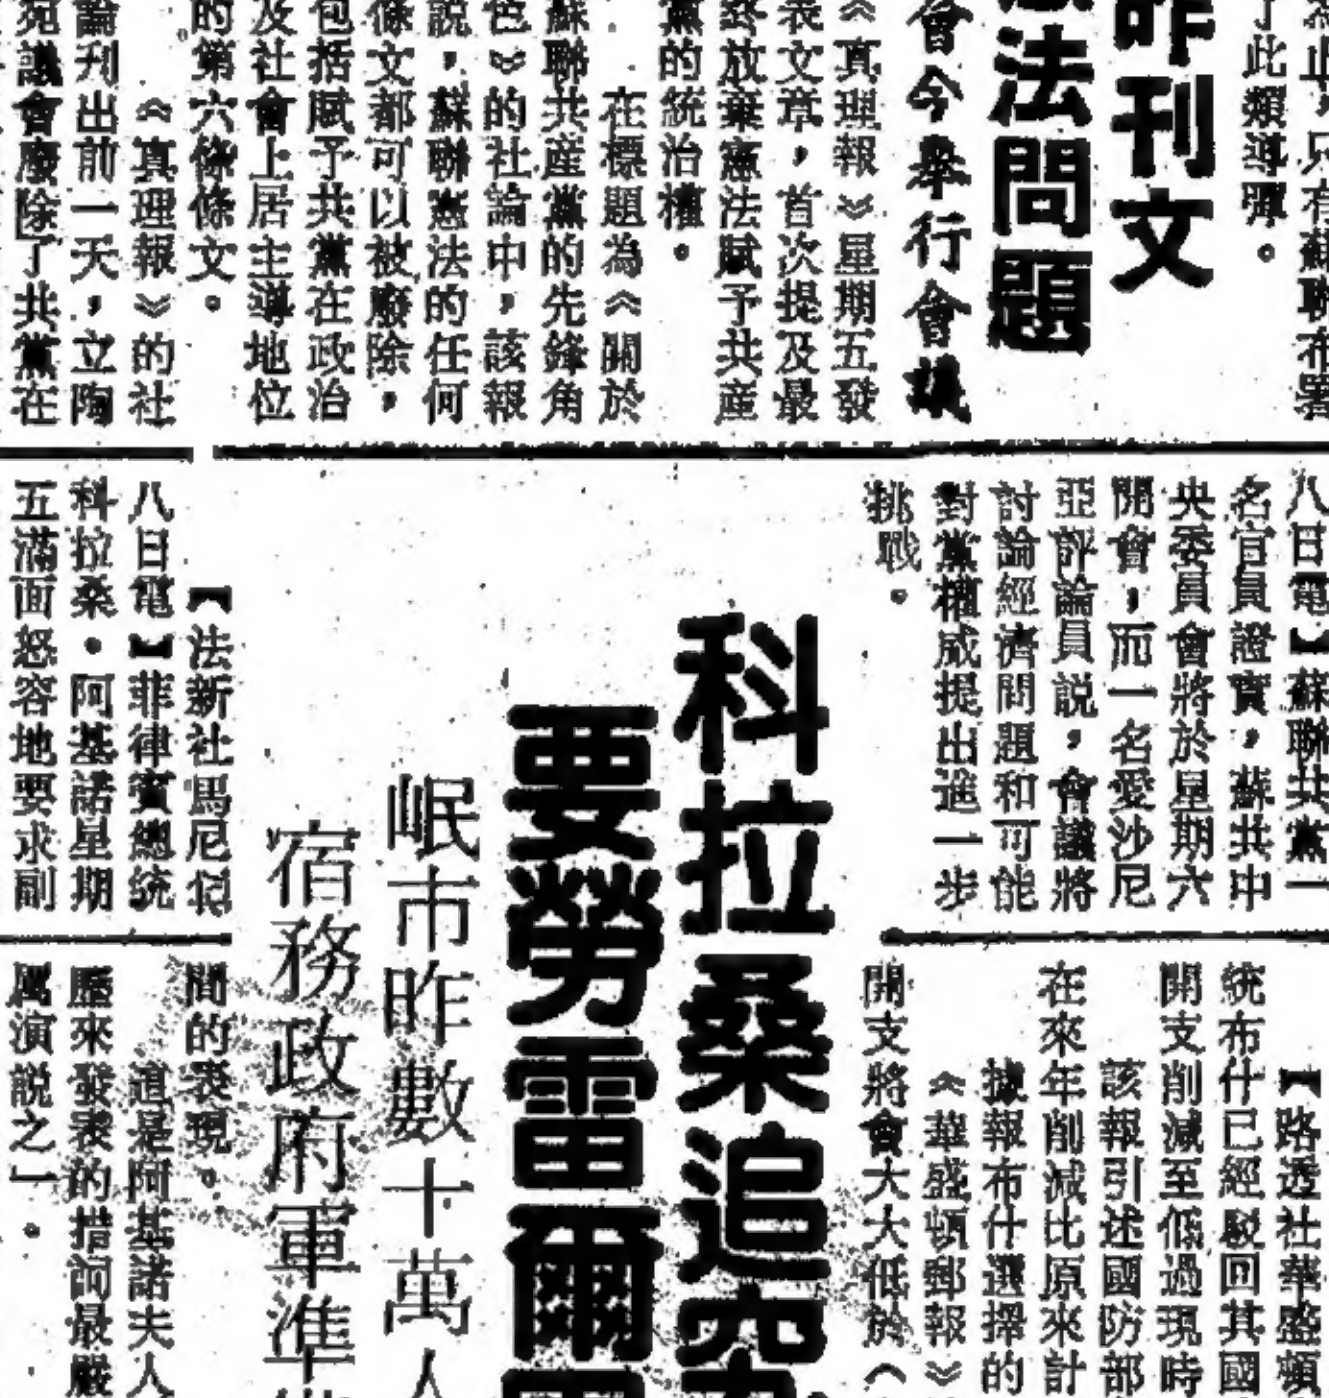 為止，只有蘇聯布署
了此類導彈。
昨刊文
法問題
會今舉行會議
《真理報》星期五發
表文章，首次提及最
終放棄憲法賦予共產
黨的統治權。
在標題為《關於
蘇聯共產黨的先鋒角
色》的社論中，該報
說，蘇聯憲法的任何
條文都可以被廢除，
包括賦予共黨在政治
及社會上居主導地位
的第六條條文。
《真理報》的社
論刊出前一天，立陶
宛議會廢除了共黨在
八日電】蘇聯共黨一
名官員證實，蘇共中
央委員會將於星期六
開會，而一名愛沙尼
亞評論員說，會議將
討論經濟問題和可能
對黨權威提出進一步
挑戰。
【路透社華盛頓
統布什已經駁回其國
開支削減至低過現時
該報引述國防部
在來年削減比原來計
據報布什選擇的
《華盛頓郵報》
開支將會大大低於
科拉桑追究
要勞雷爾
岷市昨數十萬人
宿務政府軍準
【法新社馬尼拉
八日電】菲律賓總統
科拉桑·阿基諾星期
五滿面怒容地要求副
間的表現。
這是阿基諾夫人
歷來發表的措詞最嚴
厲演說之一。